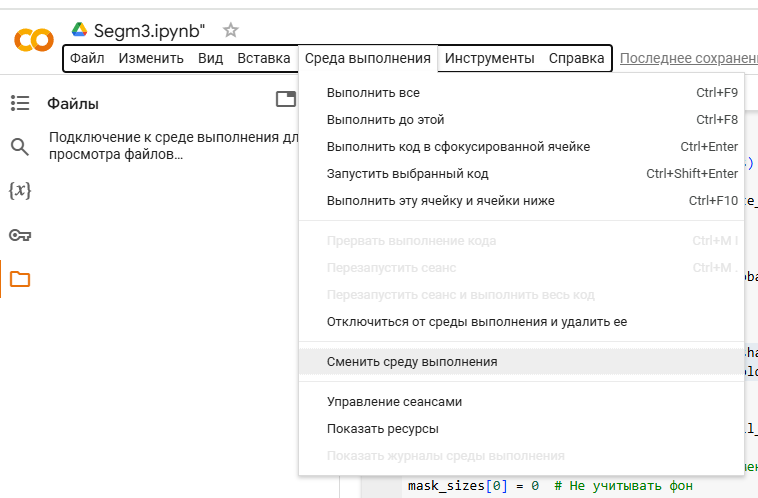 Segm3.ipynb"
Файл Изменить Вид Вставка Среда выполнения Инструменты Справка Последнее
Файлы
Подключение к среде выполнения
просмотра файлов...
{x}
Выполнить все Ctrl+F9
Выполнить до этой Ctrl+F8
Выполнить код в сфокусированной ячейке Ctrl+Enter
Запустить выбранный код Ctrl+Shift+Enter
Выполнить эту ячейку и ячейки ниже Ctrl+F10
Прервать выполнение кода Ctrl+M I
Перезапустить сеанс Ctrl+M .
Перезапустить сеанс и выполнить весь код
Отключиться от среды выполнения и удалить ее
Сменить среду выполнения
Управление сеансами
Показать ресурсы
Показать журналы среды выполнения
mask_sizes[0] = 0 # Не учитывать фон